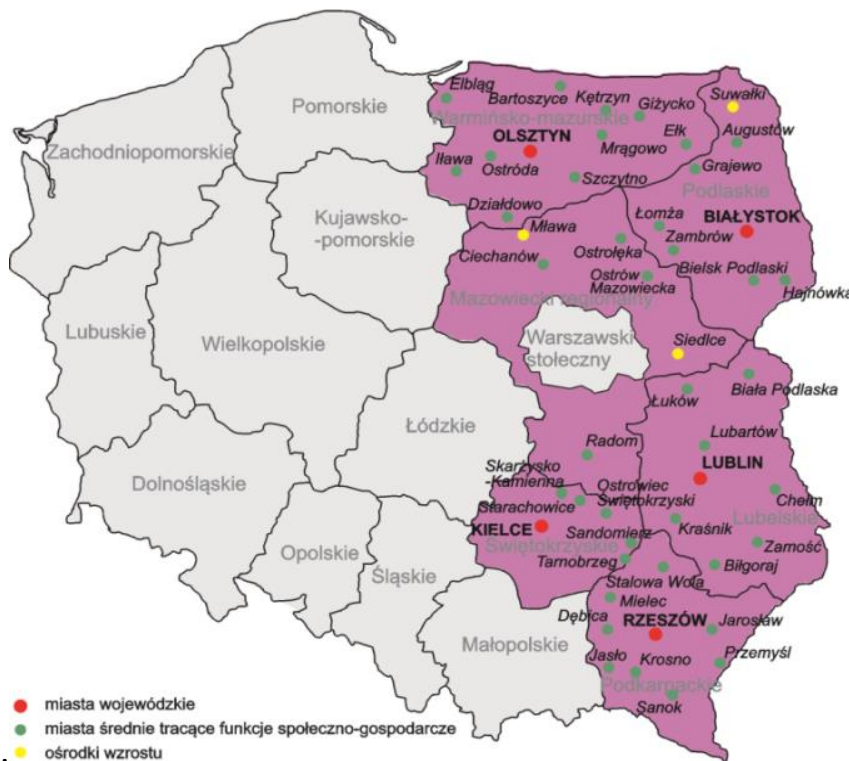 Elbląg
Bartoszyce
Kętrzyn
Giżycko
Suwałki
Pomorskie
Warmińsko-mazurskie
Augustów
OLSZTYN
Ełk
Zachodniopomorskie
Mrągowo
Grajewo
Iława
Ostróda
Szczytno
Podlaskie
Działdowo
Łomża
BIAŁYSTOK
Kujawsko-
-pomorskie
Mława
Zambrów
Ciechanów
Ostrołęka
Bielsk Podlaski
Ostrów
Mazowiecka
Hajnówka
Mazowiecki regionalny
Lubuskie
Wielkopolskie
Warszawski
stołeczny
Siedlce
Biała Podlaska
Łuków
Łódzkie
Lubartów
Radom
LUBLIN
Dolnośląskie
Skarżysko
-Kamienna
Ostrowiec
Świętokrzyski
Chełm
Starachowice
Kraśnik
Lubelskie
KIELCE
Sandomierz
Świętokrzyskie
Zamość
Opolskie
Tarnobrzeg
Biłgoraj
Śląskie
Stalowa Wola
Mielec
Dębica
RZESZÓW
Jarosław
Małopolskie
Przemyśl
Jasło
Krosno
Podkarpackie
Sanok
miasta wojewódzkie
miasta średnie tracące funkcje społeczno-gospodarcze
ośrodki wzrostu